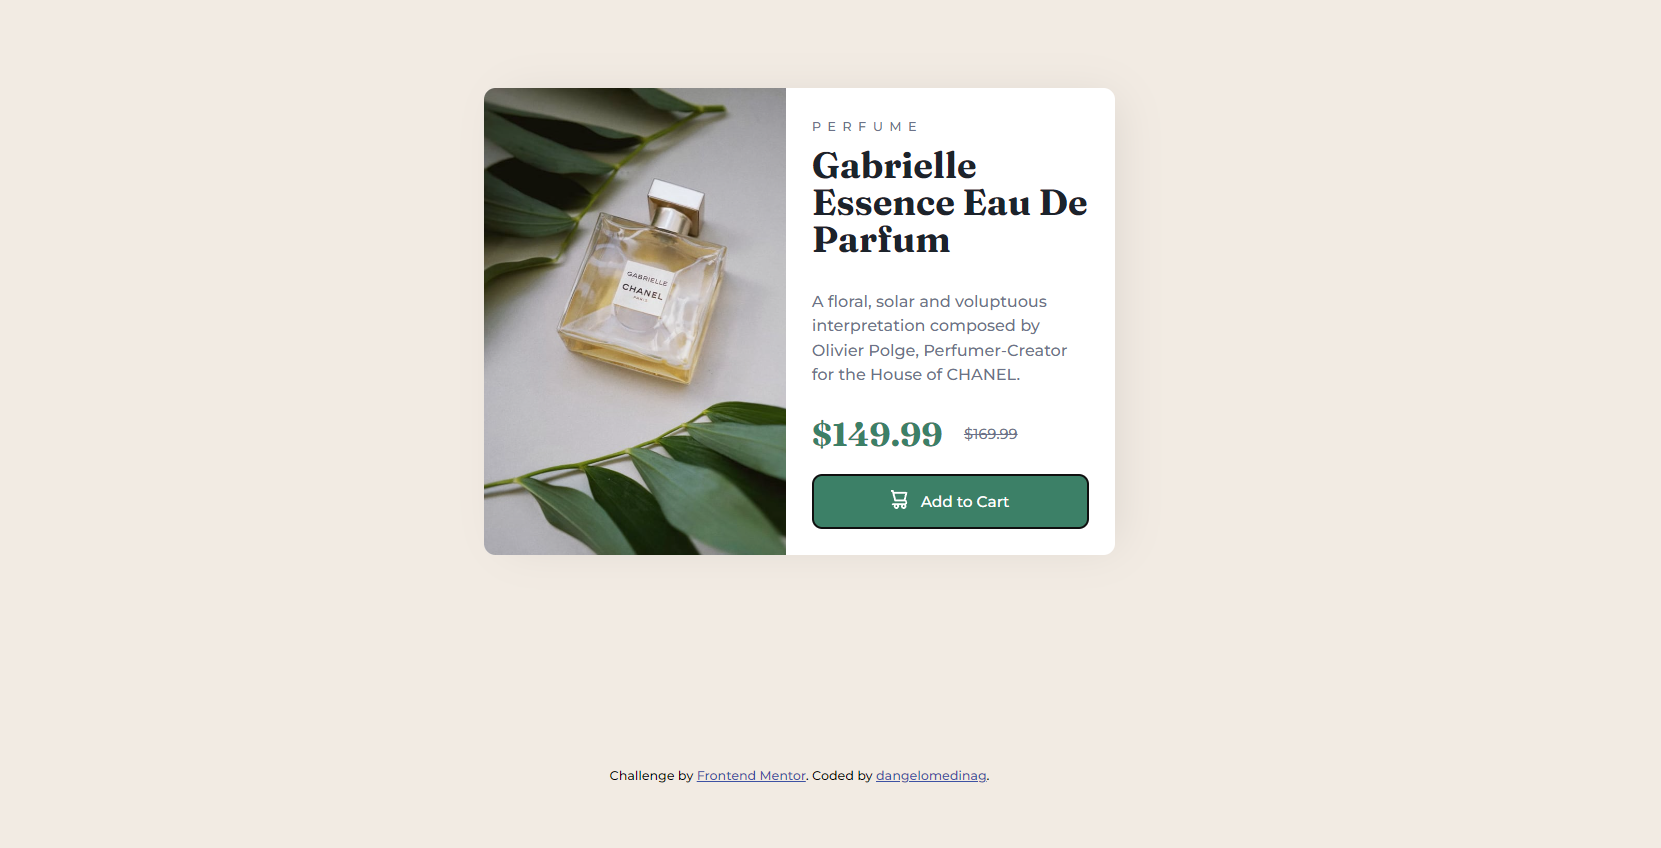 GABRIELLE
CHANEL
PARIS
PERFUME
Gabrielle
Essence Eau De
Parfum
A floral, solar and voluptuous
interpretation composed by
Olivier Polge, Perfumer-Creator
for the House of CHANEL.
$149.99 $169.99
Add to Cart
Challenge by Frontend Mentor. Coded by dangelomedinag.